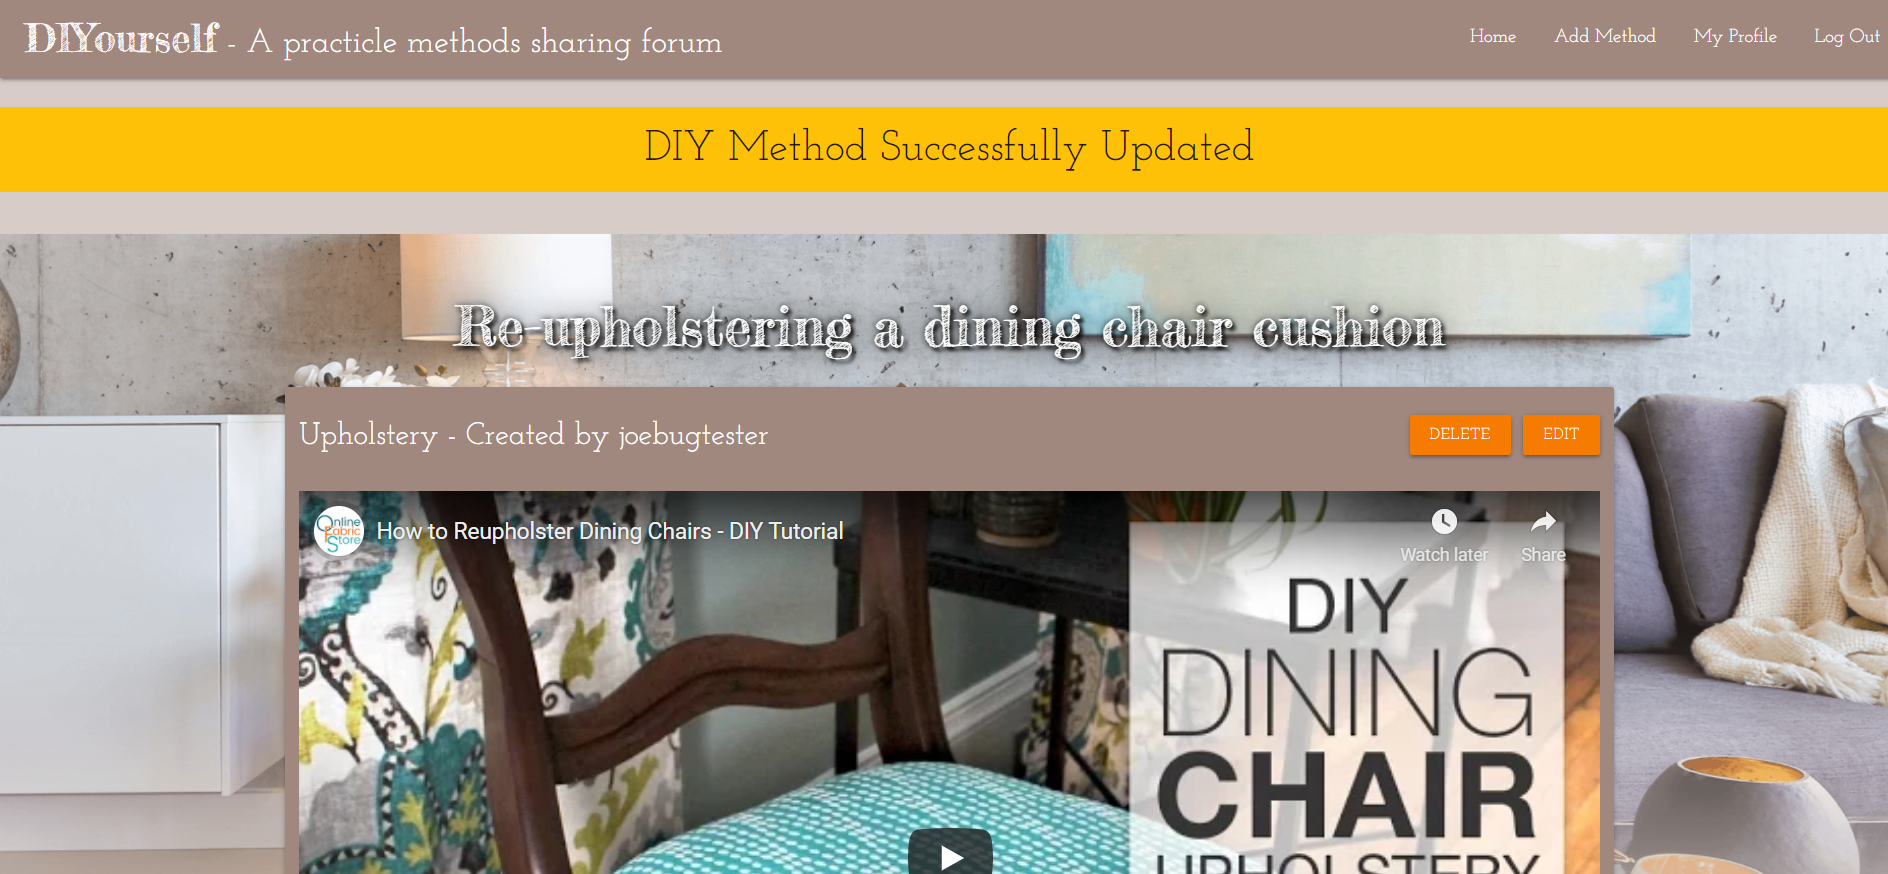 DIYourself - A practicle methods sharing forum
Home Add Method My Profile Log Out
DIY Method Successfully Updated
Re-upholstering a dining chair cushion
Upholstery - Created by joebugtester
DELETE EDIT
Online Fabric Store
How to Reupholster Dining Chairs - DIY Tutorial
Watch later Share
DIY
DINING
CHAIR
UPHOLSTERY